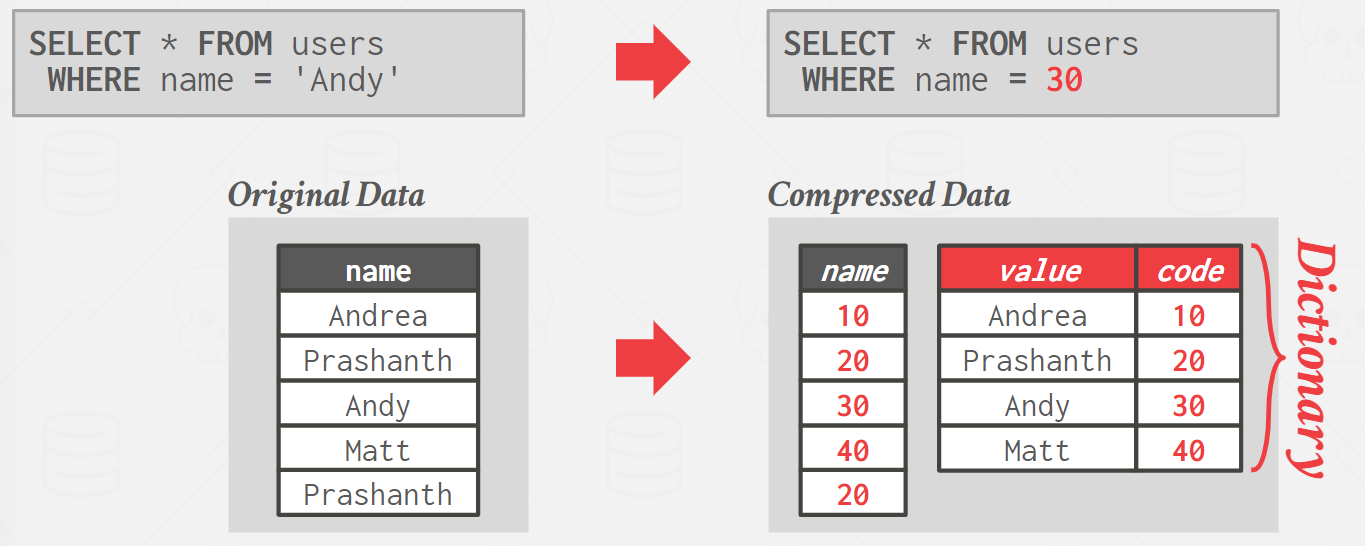 SELECT * FROM users
WHERE name = 'Andy'
SELECT * FROM users
WHERE name = 30
Original Data
name
Andrea
Prashanth
Andy
Matt
Prashanth
Compressed Data
name
10
20
30
40
20
value code
Andrea 10
Prashanth 20
Andy 30
Matt 40
Dictionary